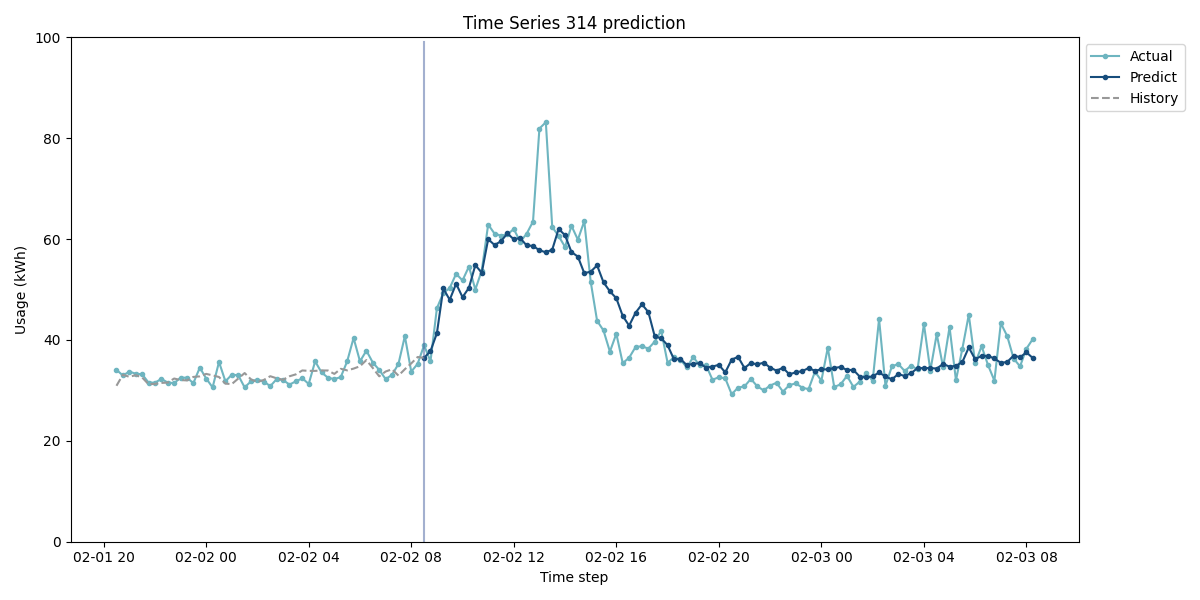 Time Series 314 prediction
Usage (kWh)
100
80
60
40
20
0
02-01 20
02-02 00
02-02 04
02-02 08
02-02 12
02-02 16
02-02 20
02-03 00
02-03 04
02-03 08
Time step
Actual
Predict
History